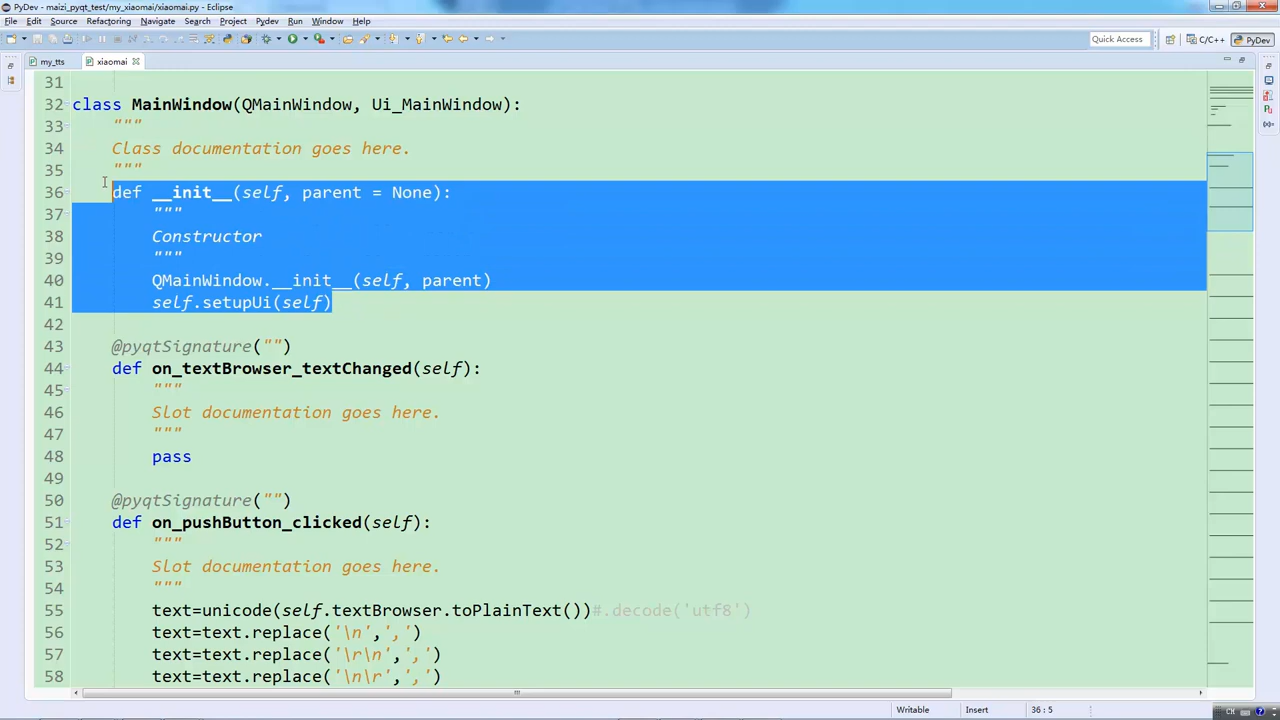 PyDev - maizi_pyqt_test/my_xiaomai/xiaomai.py - Eclipse
File Edit Source Refactoring Navigate Search Project Pydev Run Window Help
Quick Access C/C++ PyDev
my_tts xiaomai
31
32 class MainWindow(QMainWindow, Ui_MainWindow):
33 """
34 Class documentation goes here.
35 """
36 def __init__(self, parent = None):
37 """
38 Constructor
39 """
40 QMainWindow.__init__(self, parent)
41 self.setupUi(self)
42
43 @pyqtSignature("")
44 def on_textBrowser_textChanged(self):
45 """
46 Slot documentation goes here.
47 """
48 pass
49
50 @pyqtSignature("")
51 def on_pushButton_clicked(self):
52 """
53 Slot documentation goes here.
54 """
55 text=unicode(self.textBrowser.toPlainText())#.decode('utf8')
56 text=text.replace('\n',',')
57 text=text.replace('\r\n',',')
58 text=text.replace('\n\r',',')
Writable Insert 36 : 5 CH